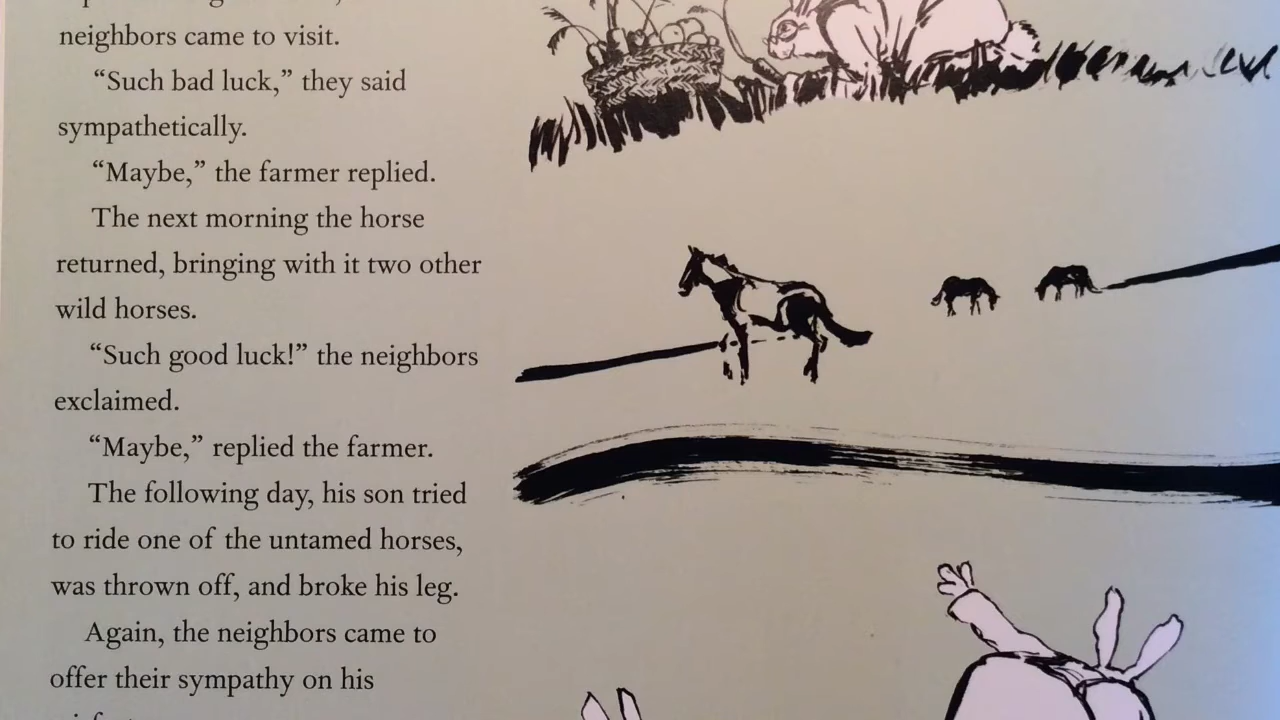 neighbors came to visit.
“Such bad luck,” they said
sympathetically.
“Maybe,” the farmer replied.
The next morning the horse
returned, bringing with it two other
wild horses.
“Such good luck!” the neighbors
exclaimed.
“Maybe,” replied the farmer.
The following day, his son tried
to ride one of the untamed horses,
was thrown off, and broke his leg.
Again, the neighbors came to
offer their sympathy on his